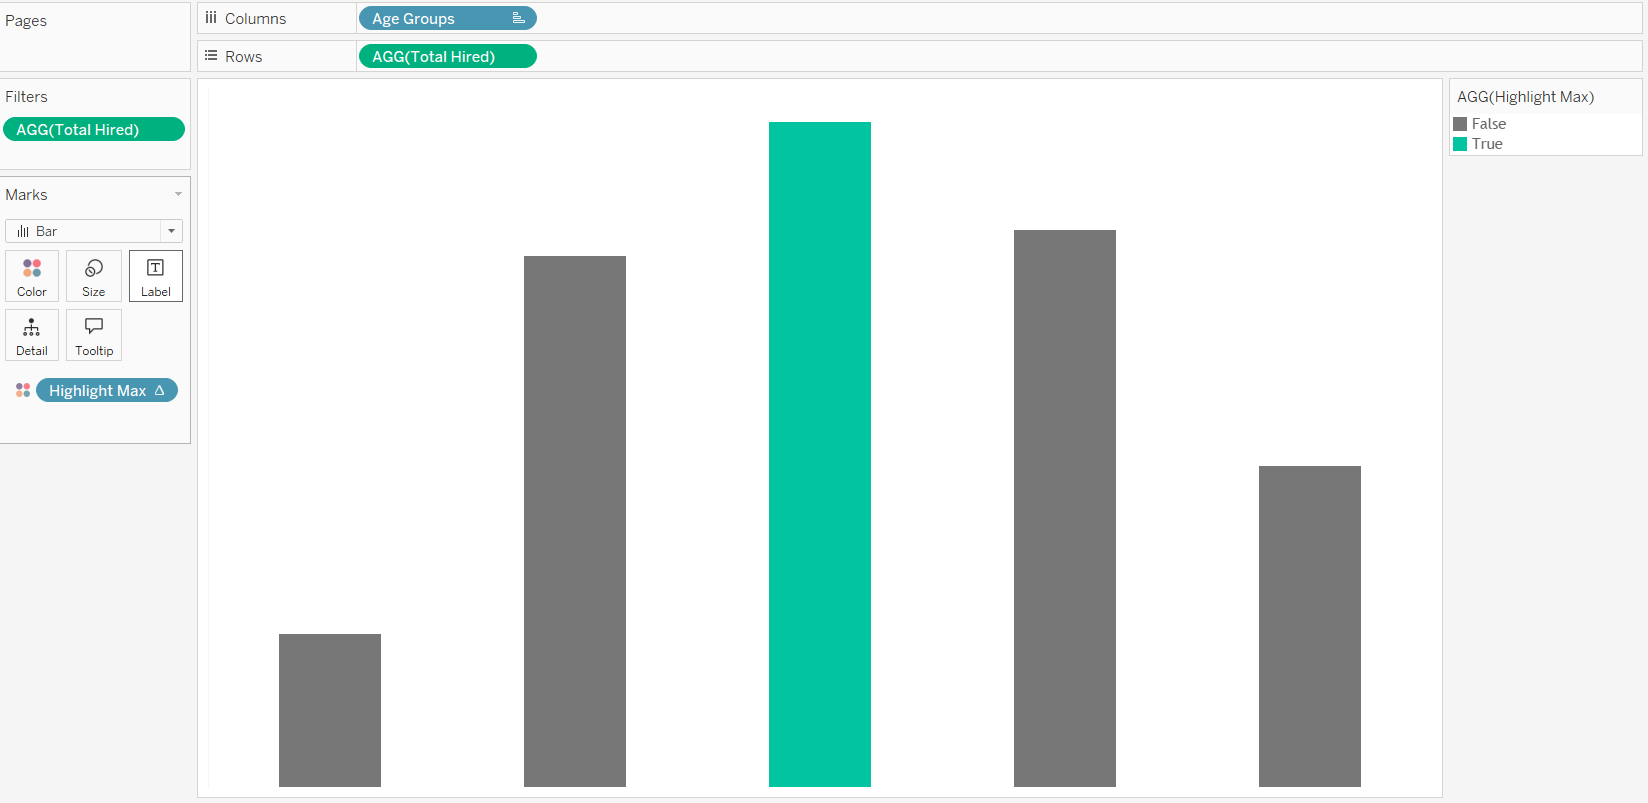 Pages
Columns
Age Groups
Rows
AGG(Total Hired)
Filters
AGG(Total Hired)
Marks
Bar
Color
Size
T
Label
Detail
Tooltip
Highlight Max Δ
AGG(Highlight Max)
False
True